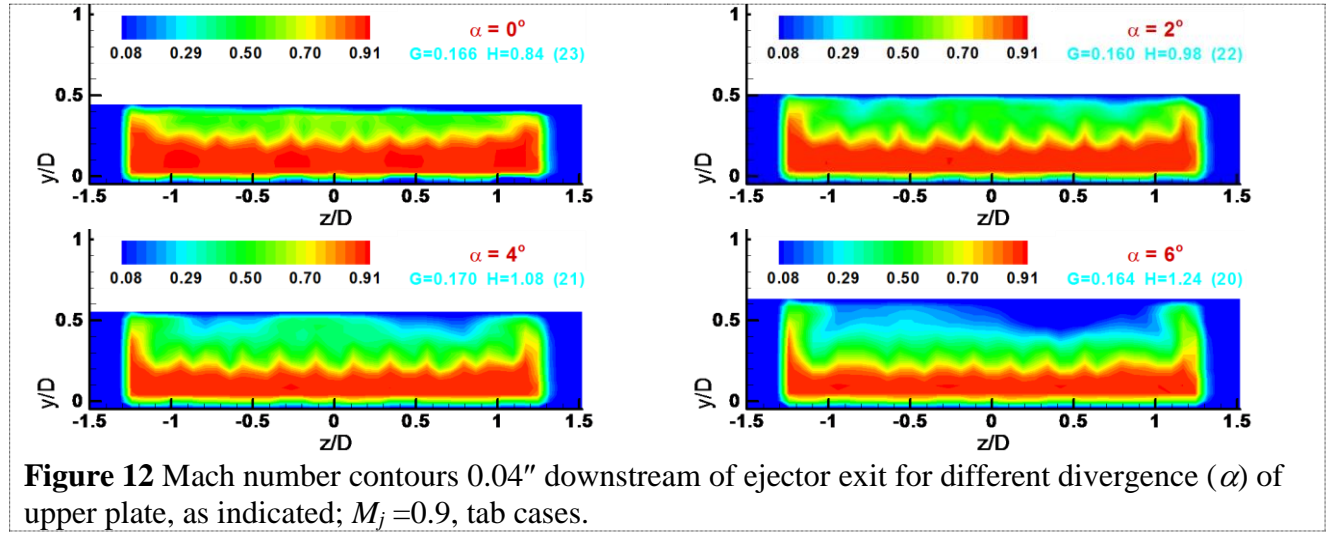 1
α = 0°
0.08 0.29 0.50 0.70 0.91
G=0.166 H=0.84 (23)
0.5
y/D
0
-1.5 -1 -0.5 0 0.5 1 1.5
z/D
1
α = 2°
0.08 0.29 0.50 0.70 0.91
G=0.160 H=0.98 (22)
0.5
y/D
0
-1.5 -1 -0.5 0 0.5 1 1.5
z/D
1
α = 4°
0.08 0.29 0.50 0.70 0.91
G=0.170 H=1.08 (21)
0.5
y/D
0
-1.5 -1 -0.5 0 0.5 1 1.5
z/D
1
α = 6°
0.08 0.29 0.50 0.70 0.91
G=0.164 H=1.24 (20)
0.5
y/D
0
-1.5 -1 -0.5 0 0.5 1 1.5
z/D
Figure 12 Mach number contours 0.04″ downstream of ejector exit for different divergence (α) of
upper plate, as indicated; Mj =0.9, tab cases.